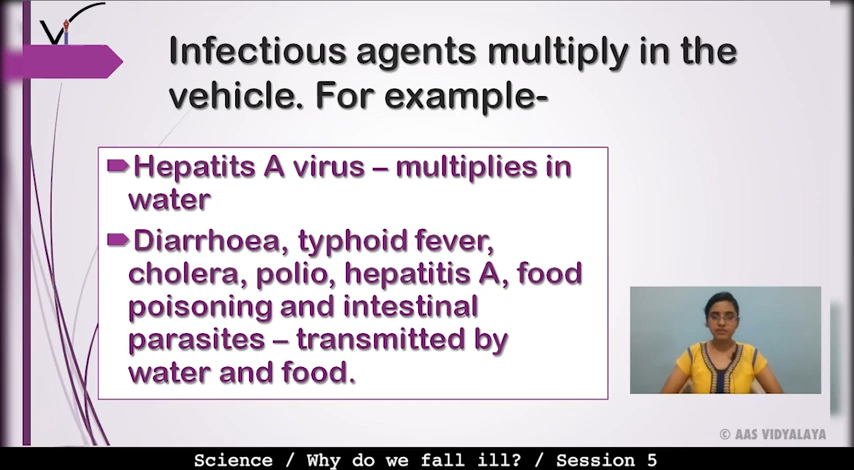 Vi
Infectious agents multiply in the
vehicle. For example-
Hepatits A virus – multiplies in
water
Diarrhoea, typhoid fever,
cholera, polio, hepatitis A, food
poisoning and intestinal
parasites – transmitted by
water and food.
© AAS VIDYALAYA
Science / Why do we fall ill? / Session 5